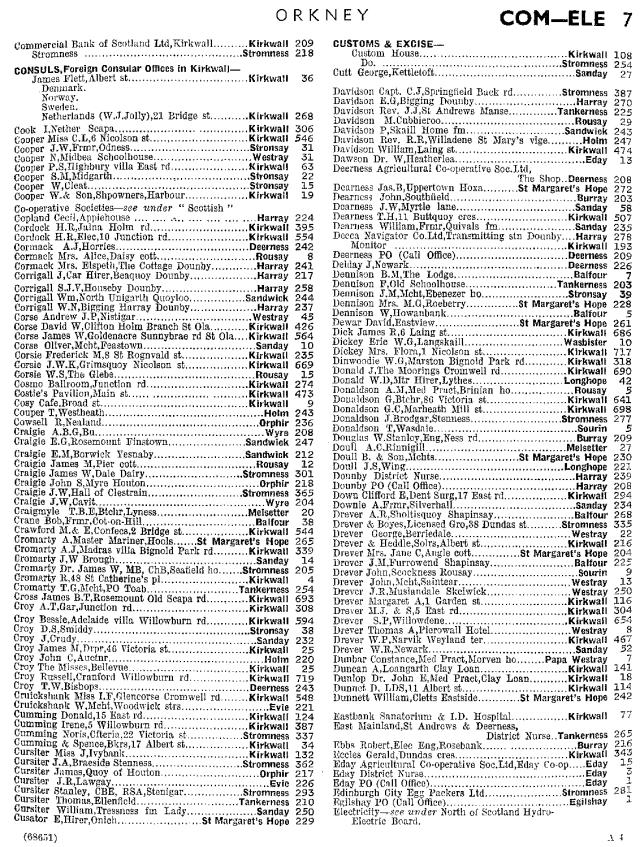 ORKNEY
COM—ELE 7
Commercial Bank of Scotland Ltd, Kirkwall..........Kirkwall 209
Stromness ................................Stromness 218
CONSULS, Foreign Consular Offices in Kirkwall—
James Flett, Albert st............................Kirkwall 36
Denmark.
Norway.
Sweden.
Netherlands (W.J.Jolly), 21 Bridge st....Kirkwall 268
Cook I, Nether Scapa............................Kirkwall 306
Cooper Miss C.I, 6 Nicolson st..................Kirkwall 546
Cooper J.W, Frmr, Odness........................Stronsay 31
Cooper N, Midbea Schoolhouse....................Westray 31
Cooper P.S, Highbury villa East rd..............Kirkwall 63
Cooper S.M, Midgarth............................Stronsay 22
Cooper W, Cleat.................................Stronsay 15
Cooper W. & Son, Shpowners, Harbour.............Kirkwall 19
Co-operative Societies—see under " Scottish "
Copland Cecil, Appiehouse .......................Harray 224
Cordock H.R, Jaina Holm rd......................Kirkwall 395
Cordock H.R, Elec, 10 Junction rd...............Kirkwall 554
Cormack A.J, Horries............................Deerness 242
Cormack Mrs. Alice, Daisy cott..................Rousay 8
Cormack Mrs. Elspeth, The Cottage Dounby........Harray 241
Corrigall J, Car Hirer, Beaquoy Dounby..........Harray 217
Corrigall S.J.V, Houseby Dounby.................Harray 258
Corrigall Wm, North Unigarth Quoyloo............Sandwick 244
Corrigall W.N, Bigging Harray Dounby............Harray 237
Corse Andrew J.P, Nistigar......................Westray 45
Corse David W, Clifton Holm Branch St Ola.......Kirkwall 426
Corse James W, Goldenacre Sunnybrae rd St Ola...Kirkwall 564
Corse Oliver, Mcht, Feastown....................Sanday 10
Corsie Frederick M, 8 St Rognvald st............Kirkwall 235
Corsie J.W.K, Grimsquoy Nicolson st.............Kirkwall 669
Corsie W.S, The Glebe...........................Rousay 15
Cosmo Ballroom, Junction rd.....................Kirkwall 274
Costie's Pavilion, Main st......................Kirkwall 473
Cosy Cafe, Broad st.............................Kirkwall 9
Couper T, Westheath.............................Holm 243
Cowsell R, Nealand..............................Orphir 236
Craigie A.B.G, Bu...............................Wyre 208
Craigie E.G, Rosemount Finstown.................Sandwick 247
Craigie E.M, Borwick Yesnaby....................Sandwick 212
Craigie James M, Pier cott......................Rousay 12
Craigie James W, Dale Dairy.....................Stromness 301
Craigie John S, Myre Houton.....................Orphir 218
Craigie J.W, Hall of Clestrain..................Stromness 365
Craigie J.W, Cavit..............................Wyre 204
Craigmyle T.B.E, Btchr, Lyness..................Melsetter 20
Crane Bob, Frmr, Cot-on-Hill....................Balfour 38
Crawford M.& E, Confecs, 2 Bridge st............Kirkwall 544
Cromarty A, Master Mariner, Hools.......St Margaret's Hope 265
Cromarty A.J, Madras villa Bignold Park rd......Kirkwall 339
Cromarty J.W, Brough............................Sanday 14
Cromarty Dr. James W, MB, ChB, Seafield ho......Stromness 205
Cromarty R, 48 St Catherine's pl................Kirkwall 4
Cromarty T.G, Mcht, PO Toab.....................Tankerness 254
Cross James B.T, Rosemount Old Scapa rd.........Kirkwall 693
Croy A.T, Gar, Junction rd......................Kirkwall 308
Croy Bessie, Adelaide villa Willowburn rd.......Kirkwall 594
Croy D.S, Smiddy................................Stronsay 38
Croy J, Crudy...................................Sanday 232
Croy James M, Drpr, 46 Victoria st..............Kirkwall 25
Croy John C, Auctnr.............................Holm 220
Croy The Misses, Bellevue.......................Kirkwall 25
Croy Russell, Cranford Willowburn rd............Kirkwall 719
Croy T.W, Bishops...............................Deerness 243
Cruickshank Miss I.F, Glencorse Cromwell rd.....Kirkwall 548
Cruickshank W, Mcht, Woodwick strs..............Evie 221
Cumming Donald, 15 East rd......................Kirkwall 124
Cumming Irene, 5 Willowburn rd..................Kirkwall 387
Cumming Noris, Cfteria, 22 Victoria st..........Stromness 337
Cumming & Spence, Bkrs, 17 Albert st............Kirkwall 34
Cursiter Miss J, Ivybank........................Kirkwall 132
Cursiter J.A, Braeside Stenness.................Stromness 362
Cursiter James, Quoy of Houton..................Orphir 217
Cursiter J.R, Lawgay............................Evie 226
Cursiter Stanley, CBE, RSA, Stenigar............Stromness 293
Cursiter Thomas, Ellenfield.....................Tankerness 210
Cursiter William, Tressness fm Lady.............Sanday 250
Cusator E, Hirer, Onich.................St Margaret's Hope 229
(68651)
CUSTOMS & EXCISE—
Custom House..............................Kirkwall 108
Do. ......................................Stromness 254
Cutt George, Kettletoft.........................Sanday 27
Davidson Capt. C.J, Springfield Back rd.........Stromness 387
Davidson E.G, Bigging Dounby....................Harray 270
Davidson Rev. J.J, St Andrews Manse.............Tankerness 225
Davidson M, Cubbieroo...........................Rousay 29
Davidson P, Skaill Home fm......................Sandwick 243
Davidson Rev. R.B, Willadene St Mary's vlge.....Holm 247
Davidson William, Laing st......................Kirkwall 474
Dawson Dr. W, Heatherlea........................Eday 13
Deerness Agricultural Co-operative Soc, Ltd,
The Shop..Deerness 208
Dearness Jas, B, Uppertown Hoxa.........St Margaret's Hope 272
Dearness John, Southfield.......................Burray 203
Dearness J.W, Myrtle lane.......................Sanday 58
Dearness T.H, 11 Buttquoy cres..................Kirkwall 507
Dearness William, Frmr, Quivals fm..............Sanday 235
Decca Navigator Co. Ltd, Transmitting stn Dounby...Harray 278
Monitor ..................................Kirkwall 193
Deerness PO (Call Office).......................Deerness 209
Delday J, Newark................................Deerness 226
Dennison B.M, The Lodge.........................Balfour 7
Dennison F, Old Schoolhouse.....................Tankerness 203
Dennison J.M, Mcht, Ebenezer ho.................Stronsay 39
Dennison Mrs. M.G, Roeberry.............St Margaret's Hope 228
Dennison W, Howanbank...........................Balfour 5
Dewar David, Eastview...................St Margaret's Hope 261
Dick James R, 6 Laing st........................Kirkwall 686
Dickey Eric W.G, Langskaill.....................Wasbister 10
Dickey Mrs. Flora, 1 Nicolson st................Kirkwall 717
Dinwoodie W.G, Marston Bignold Park rd..........Kirkwall 318
Donald J, The Moorings Cromwell rd..............Kirkwall 690
Donald W.D, Mtr Hirer, Lythes...................Longhope 42
Donaldson A.M, Med Pract, Brinian ho............Rousay 5
Donaldson G, Btchr, 86 Victoria st..............Kirkwall 641
Donaldson G.C, Marheath Mill st.................Kirkwall 698
Donaldson J, Brodgar, Stenness..................Stromness 277
Donaldson T, Wasdale............................Sourin 5
Douglas W. Stanley, Eng, Ness rd................Burray 209
Doull A.C, Rinnigill............................Melsetter 27
Doull B. & Son, Mchts...................St Margaret's Hope 230
Doull J.S, Wing.................................Longhope 221
Dounby District Nurse...........................Harray 239
Dounby PO (Call Office).........................Harray 208
Down Clifford E, Dent Surg, 17 East rd..........Kirkwall 294
Downie A, Frmr, Silverhall......................Sanday 234
Drever A.R, Sholtisquoy Shapinsay...............Balfour 268
Drever & Boyes, Licensed Gro, 38 Dundas st......Stromness 335
Drever George, Berriedale.......................Westray 22
Drever & Heddle, Solrs, Albert st...............Kirkwall 216
Drever Mrs. Jane C, Angle cott..........St Margaret's Hope 204
Drever J.M, Furrowend Shapinsay.................Balfour 225
Drever John, Scockness Rousay...................Sourin 9
Drever John, Mcht, Saintear.....................Westray 13
Drever J.R, Musland​ale Skelwick.................Westray 250
Drever Margaret A, 1 Garden st..................Kirkwall 116
Drever M.J. & S, 5 East rd......................Kirkwall 304
Drever S.P, Willowdene..........................Kirkwall 654
Drever Thomas A, Pierowall Hotel................Westray 8
Drever W.P, Narvik Weyland ter..................Kirkwall 467
Drever W.R, Newark..............................Sanday 52
Dunbar Constance, Med Pract, Morven ho......Papa Westray 7
Duncan A, Longarth Clay Loan....................Kirkwall 141
Dunlop Dr. John E, Med Pract, Clay Loan.........Kirkwall 18
Dunnet D. LDS, 11 Albert st.....................Kirkwall 114
Dunnett William, Cletts Eastside........St Margaret's Hope 242
Eastbank Sanatorium & I.D. Hospital.............Kirkwall 77
East Mainland, St Andrews & Deerness,
District Nurse..Tankerness 265
Ebbs Robert, Elec Eng, Rosebank.................Burray 216
Eccles Gerald, Dundas cres......................Kirkwall 343
Eday Agricultural Co-operative Soc, Ltd, Eday Co-op....Eday 15
Eday District Nurse.............................Eday 3
Eday PO (Call Office)...........................Eday 1
Edinburgh City Egg Packers Ltd..................Stromness 281
Egilshay PO (Call Office).......................Egilshay 1
Electricity—see under North of Scotland Hydro-
Electric Board.
A 4